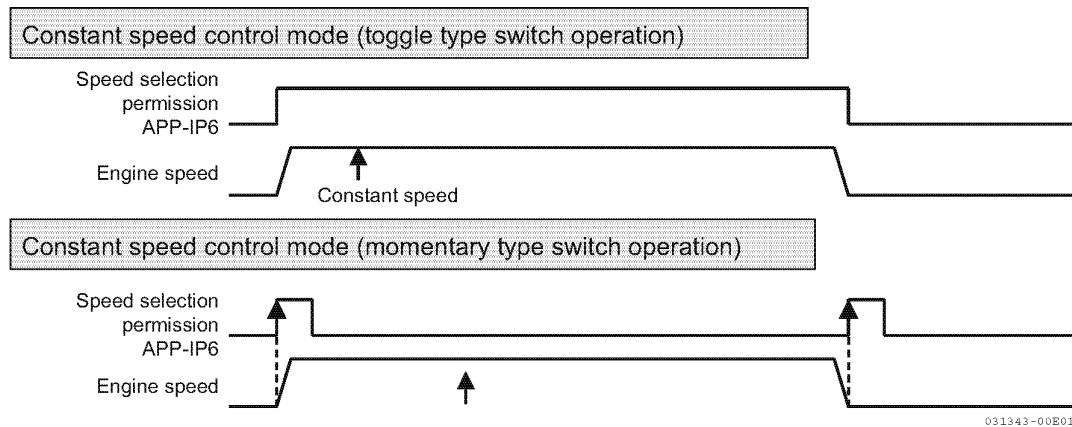 Constant speed control mode (toggle type switch operation)
Speed selection
permission
APP-IP6
Engine speed
Constant speed
Constant speed control mode (momentary type switch operation)
Speed selection
permission
APP-IP6
Engine speed
031343-00E01